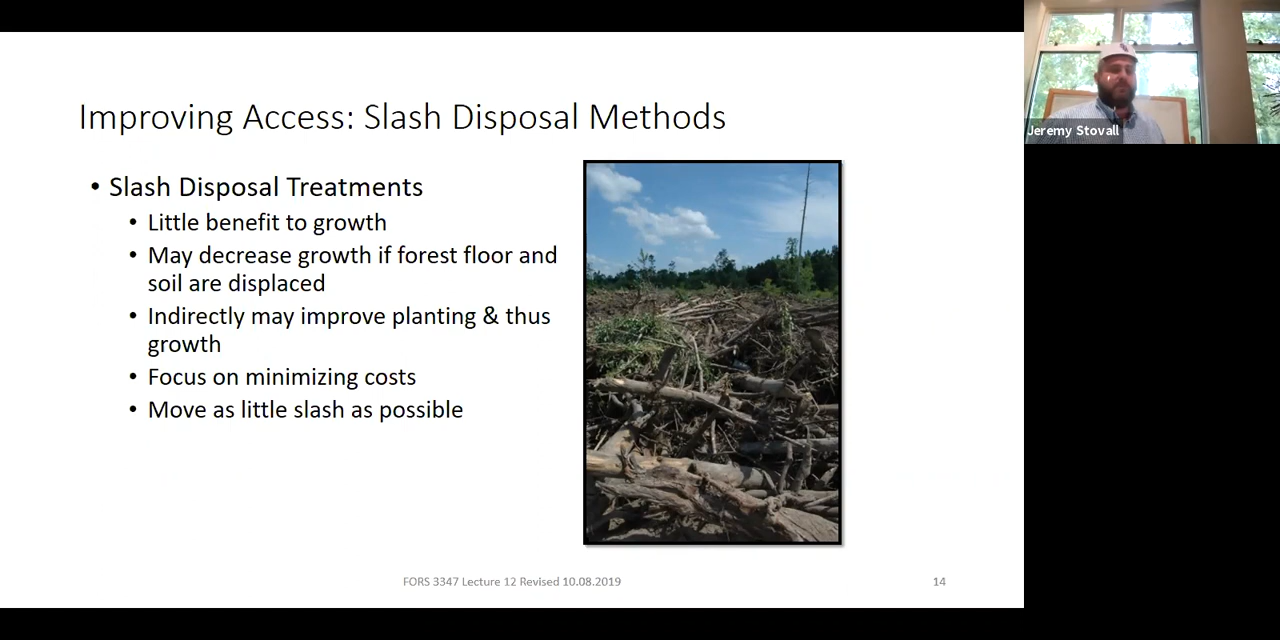 Improving Access: Slash Disposal Methods
• Slash Disposal Treatments
• Little benefit to growth
• May decrease growth if forest floor and
soil are displaced
• Indirectly may improve planting & thus
growth
• Focus on minimizing costs
• Move as little slash as possible
FORS 3347 Lecture 12 Revised 10.08.2019
14
Jeremy Stovall